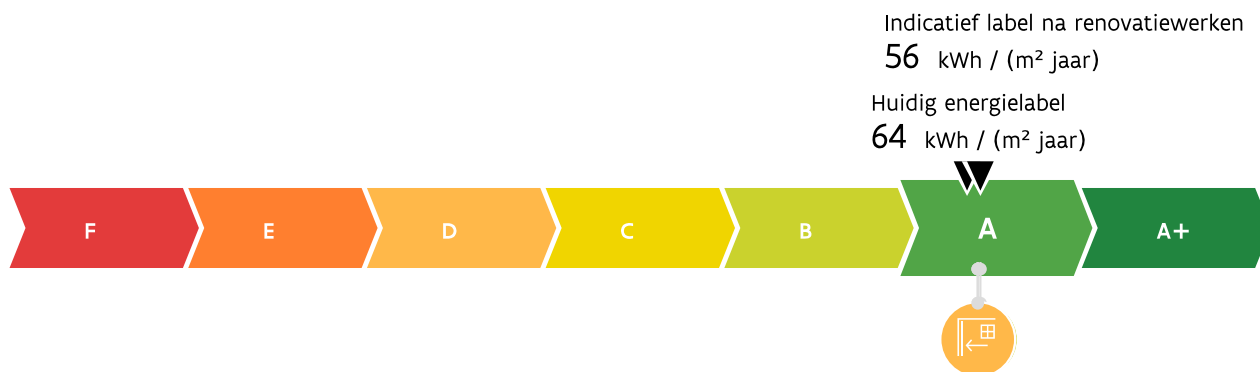 Indicatief label na renovatiewerken
56 kWh / (m² jaar)
Huidig energielabel
64 kWh / (m² jaar)
F E D C B A A+